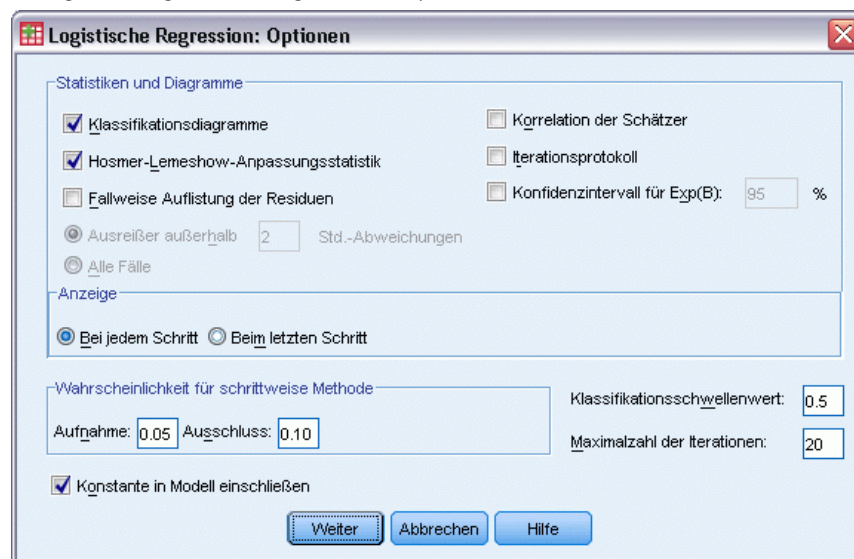 Logistische Regression: Optionen
Statistiken und Diagramme
Klassifikationsdiagramme
Hosmer-Lemeshow-Anpassungsstatistik
Fallweise Auflistung der Residuen
Ausreißer außerhalb 2 Std.-Abweichungen
Alle Fälle
Korrelation der Schätzer
Iterationsprotokoll
Konfidenzintervall für Exp(B): 95 %
Anzeige
Bei jedem Schritt Beim letzten Schritt
Wahrscheinlichkeit für schrittweise Methode
Aufnahme: 0.05 Ausschluss: 0.10
Klassifikationsschwellenwert: 0.5
Maximalzahl der Iterationen: 20
Konstante in Modell einschließen
Weiter Abbrechen Hilfe